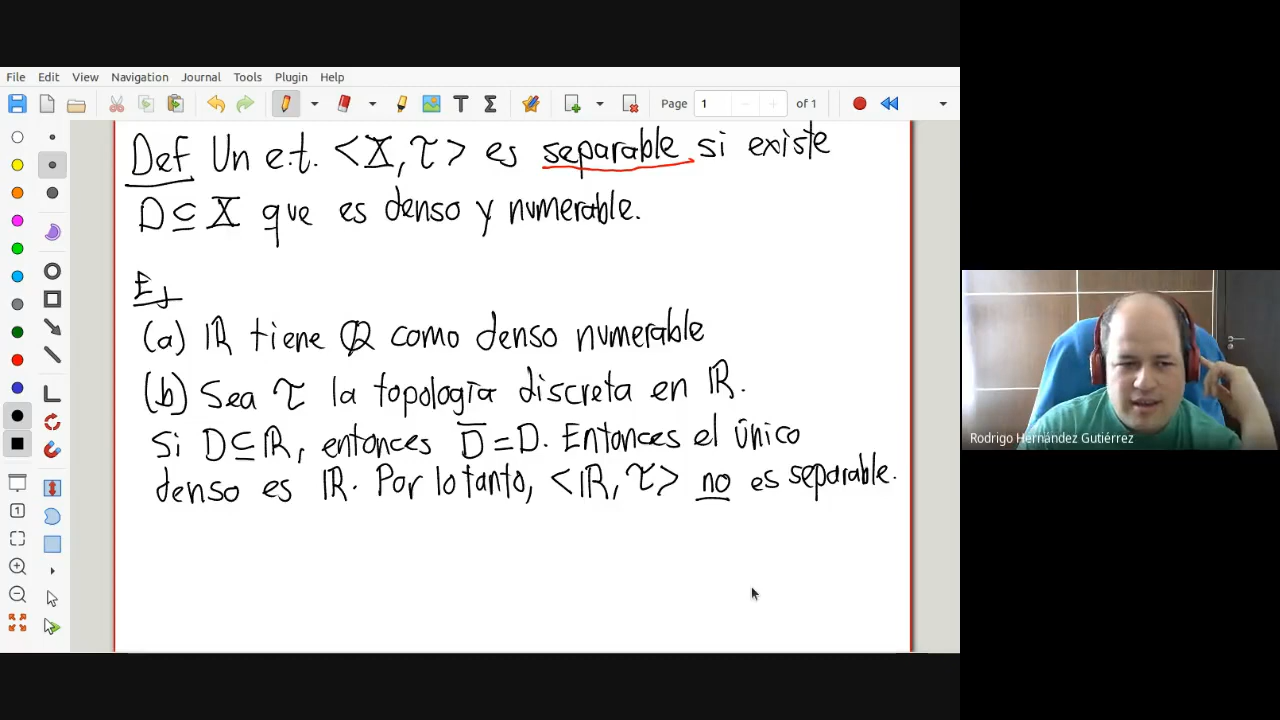 File Edit View Navigation Journal Tools Plugin Help
Page 1 of 1
Def Un e.t. <X, τ> es separable si existe
D ⊆ X que es denso y numerable.
Ej
(a) ℝ tiene ℚ como denso numerable
(b) Sea τ la topología discreta en ℝ.
Si D ⊆ ℝ, entonces D̅ = D. Entonces el único
denso es ℝ. Por lo tanto, <ℝ, τ> no es separable.
Rodrigo Hernández Gutiérrez